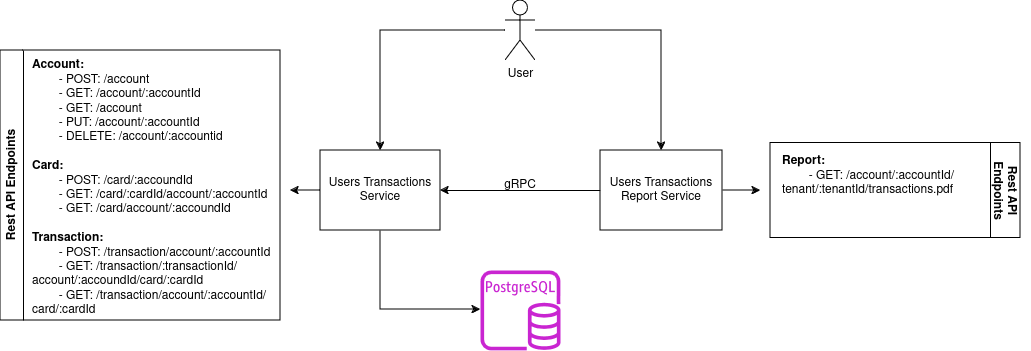 User
Rest API Endpoints
Account:
- POST: /account
- GET: /account/:accountId
- GET: /account
- PUT: /account/:accountId
- DELETE: /account/:accountid
Card:
- POST: /card/:accoundId
- GET: /card/:cardId/account/:accountId
- GET: /card/account/:accoundId
Transaction:
- POST: /transaction/account/:accountId
- GET: /transaction/:transactionId/
account/:accoundId/card/:cardId
- GET: /transaction/account/:accountId/
card/:cardId
Users Transactions
Service
gRPC
Users Transactions
Report Service
Report:
- GET: /account/:accountId/
tenant/:tenantId/transactions.pdf
Rest API
Endpoints
PostgreSQL